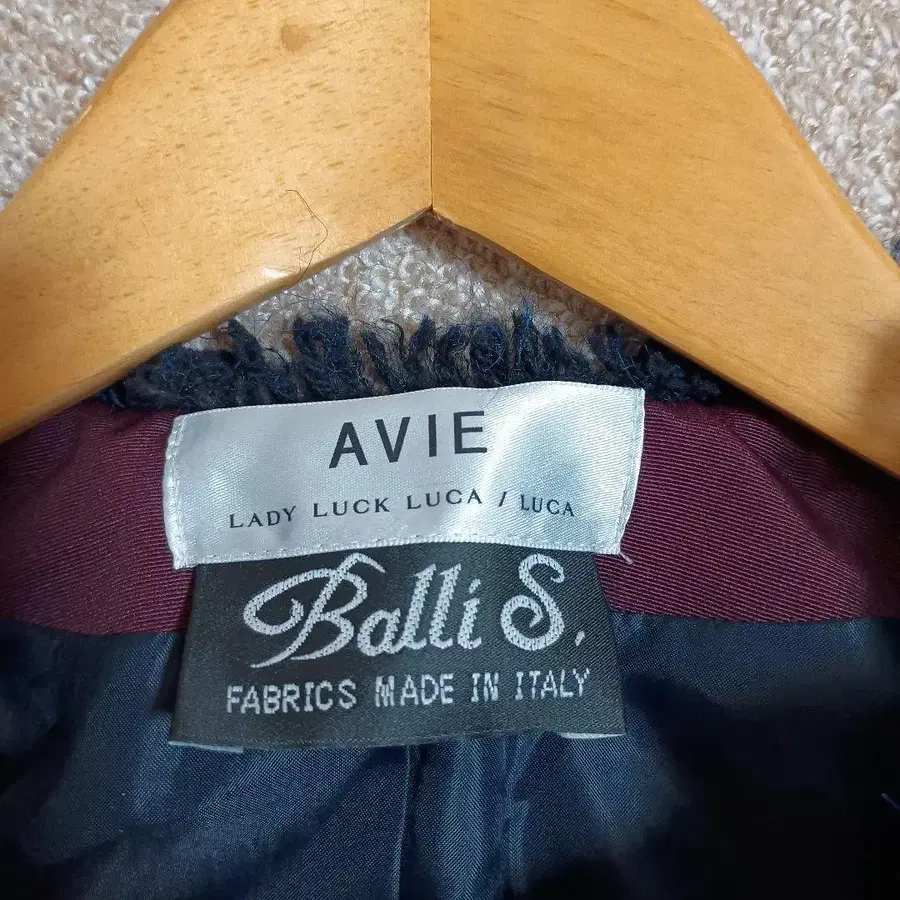 AVIE
LADY LUCK LUCA / LUCA
Balli S.
FABRICS MADE IN ITALY